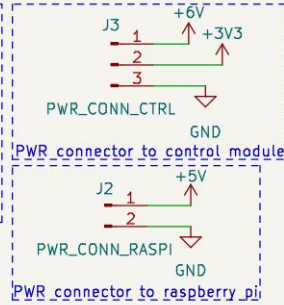 J3
+6V
+3V3
1
2
3
PWR_CONN_CTRL
GND
PWR connector to control module
J2
+5V
1
2
PWR_CONN_RASPI
GND
PWR connector to raspberry pi